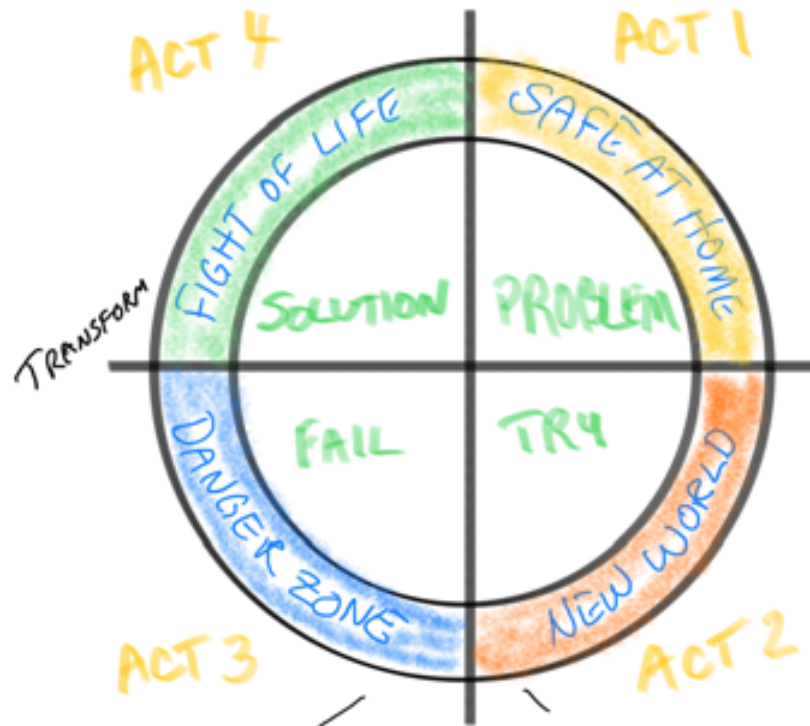 ACT 4
ACT 1
FIGHT OF LIFE
SAFE AT HOME
SOLUTION
PROBLEM
TRANSFORM
FAIL
TRY
DANGER ZONE
NEW WORLD
ACT 3
ACT 2